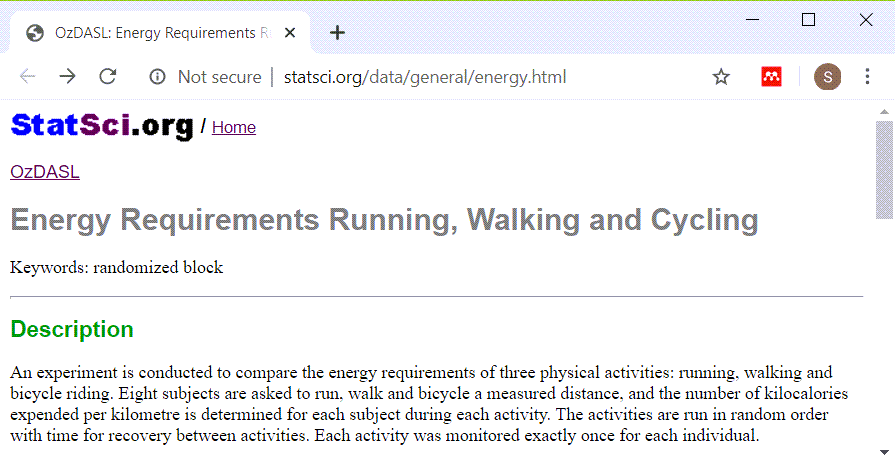 OzDASL: Energy Requirements R
Not secure | statsci.org/data/general/energy.html
S
StatSci.org / Home
OzDASL
Energy Requirements Running, Walking and Cycling
Keywords: randomized block
Description
An experiment is conducted to compare the energy requirements of three physical activities: running, walking and
bicycle riding. Eight subjects are asked to run, walk and bicycle a measured distance, and the number of kilocalories
expended per kilometre is determined for each subject during each activity. The activities are run in random order
with time for recovery between activities. Each activity was monitored exactly once for each individual.